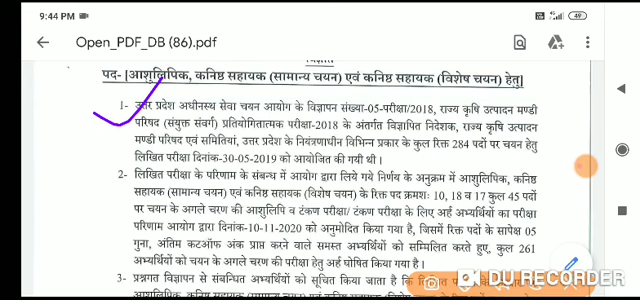 9:44 PM
49
Open_PDF_DB (86).pdf
विज्ञप्ति
पद- [आशुलिपिक, कनिष्ठ सहायक (सामान्य चयन) एवं कनिष्ठ सहायक (विशेष चयन) हेतु
1- उत्तर प्रदेश अधीनस्थ सेवा चयन आयोग के विज्ञापन संख्या-05-परीक्षा/2018, राज्य कृषि उत्पादन मण्डी
परिषद (संयुक्त संवर्ग) प्रतियोगितात्मक परीक्षा-2018 के अंतर्गत विज्ञापित निदेशक, राज्य कृषि उत्पादन
मण्डी परिषद एवं समितियां, उत्तर प्रदेश के नियंत्रणाधीन विभिन्न प्रकार के कुल रिक्त 284 पदों पर चयन हेतु
लिखित परीक्षा दिनांक-30-05-2019 को आयोजित की गयी थी।
2- लिखित परीक्षा के परिणाम के संबन्ध में आयोग द्वारा लिये गये निर्णय के अनुक्रम में आशुलिपिक, कनिष्ठ
सहायक (सामान्य चयन) एवं कनिष्ठ सहायक (विशेष चयन) के रिक्त पद क्रमशः 10, 18 व 17 कुल 45 पदों
पर चयन के अगले चरण की आशुलिपि व टंकण परीक्षा/ टंकण परीक्षा के लिए अर्ह अभ्यर्थियों का परीक्षा
परिणाम आयोग द्वारा दिनांक-10-11-2020 को अनुमोदित किया गया है, जिसमें रिक्त पदों के सापेक्ष 05
गुना, अंतिम कटऑफ अंक प्राप्त करने वाले समस्त अभ्यर्थियों को सम्मिलित करते हुए, कुल 261
अभ्यर्थियों को चयन के अगले चरण की परीक्षा हेतु अर्ह घोषित किया गया है।
3- प्रश्नगत विज्ञापन से संबन्धित अभ्यर्थियों को सूचित किया जाता है कि
DU RECORDER
आशुलिपिक, कनिष्ठ सहायक (सामान्य चयन)